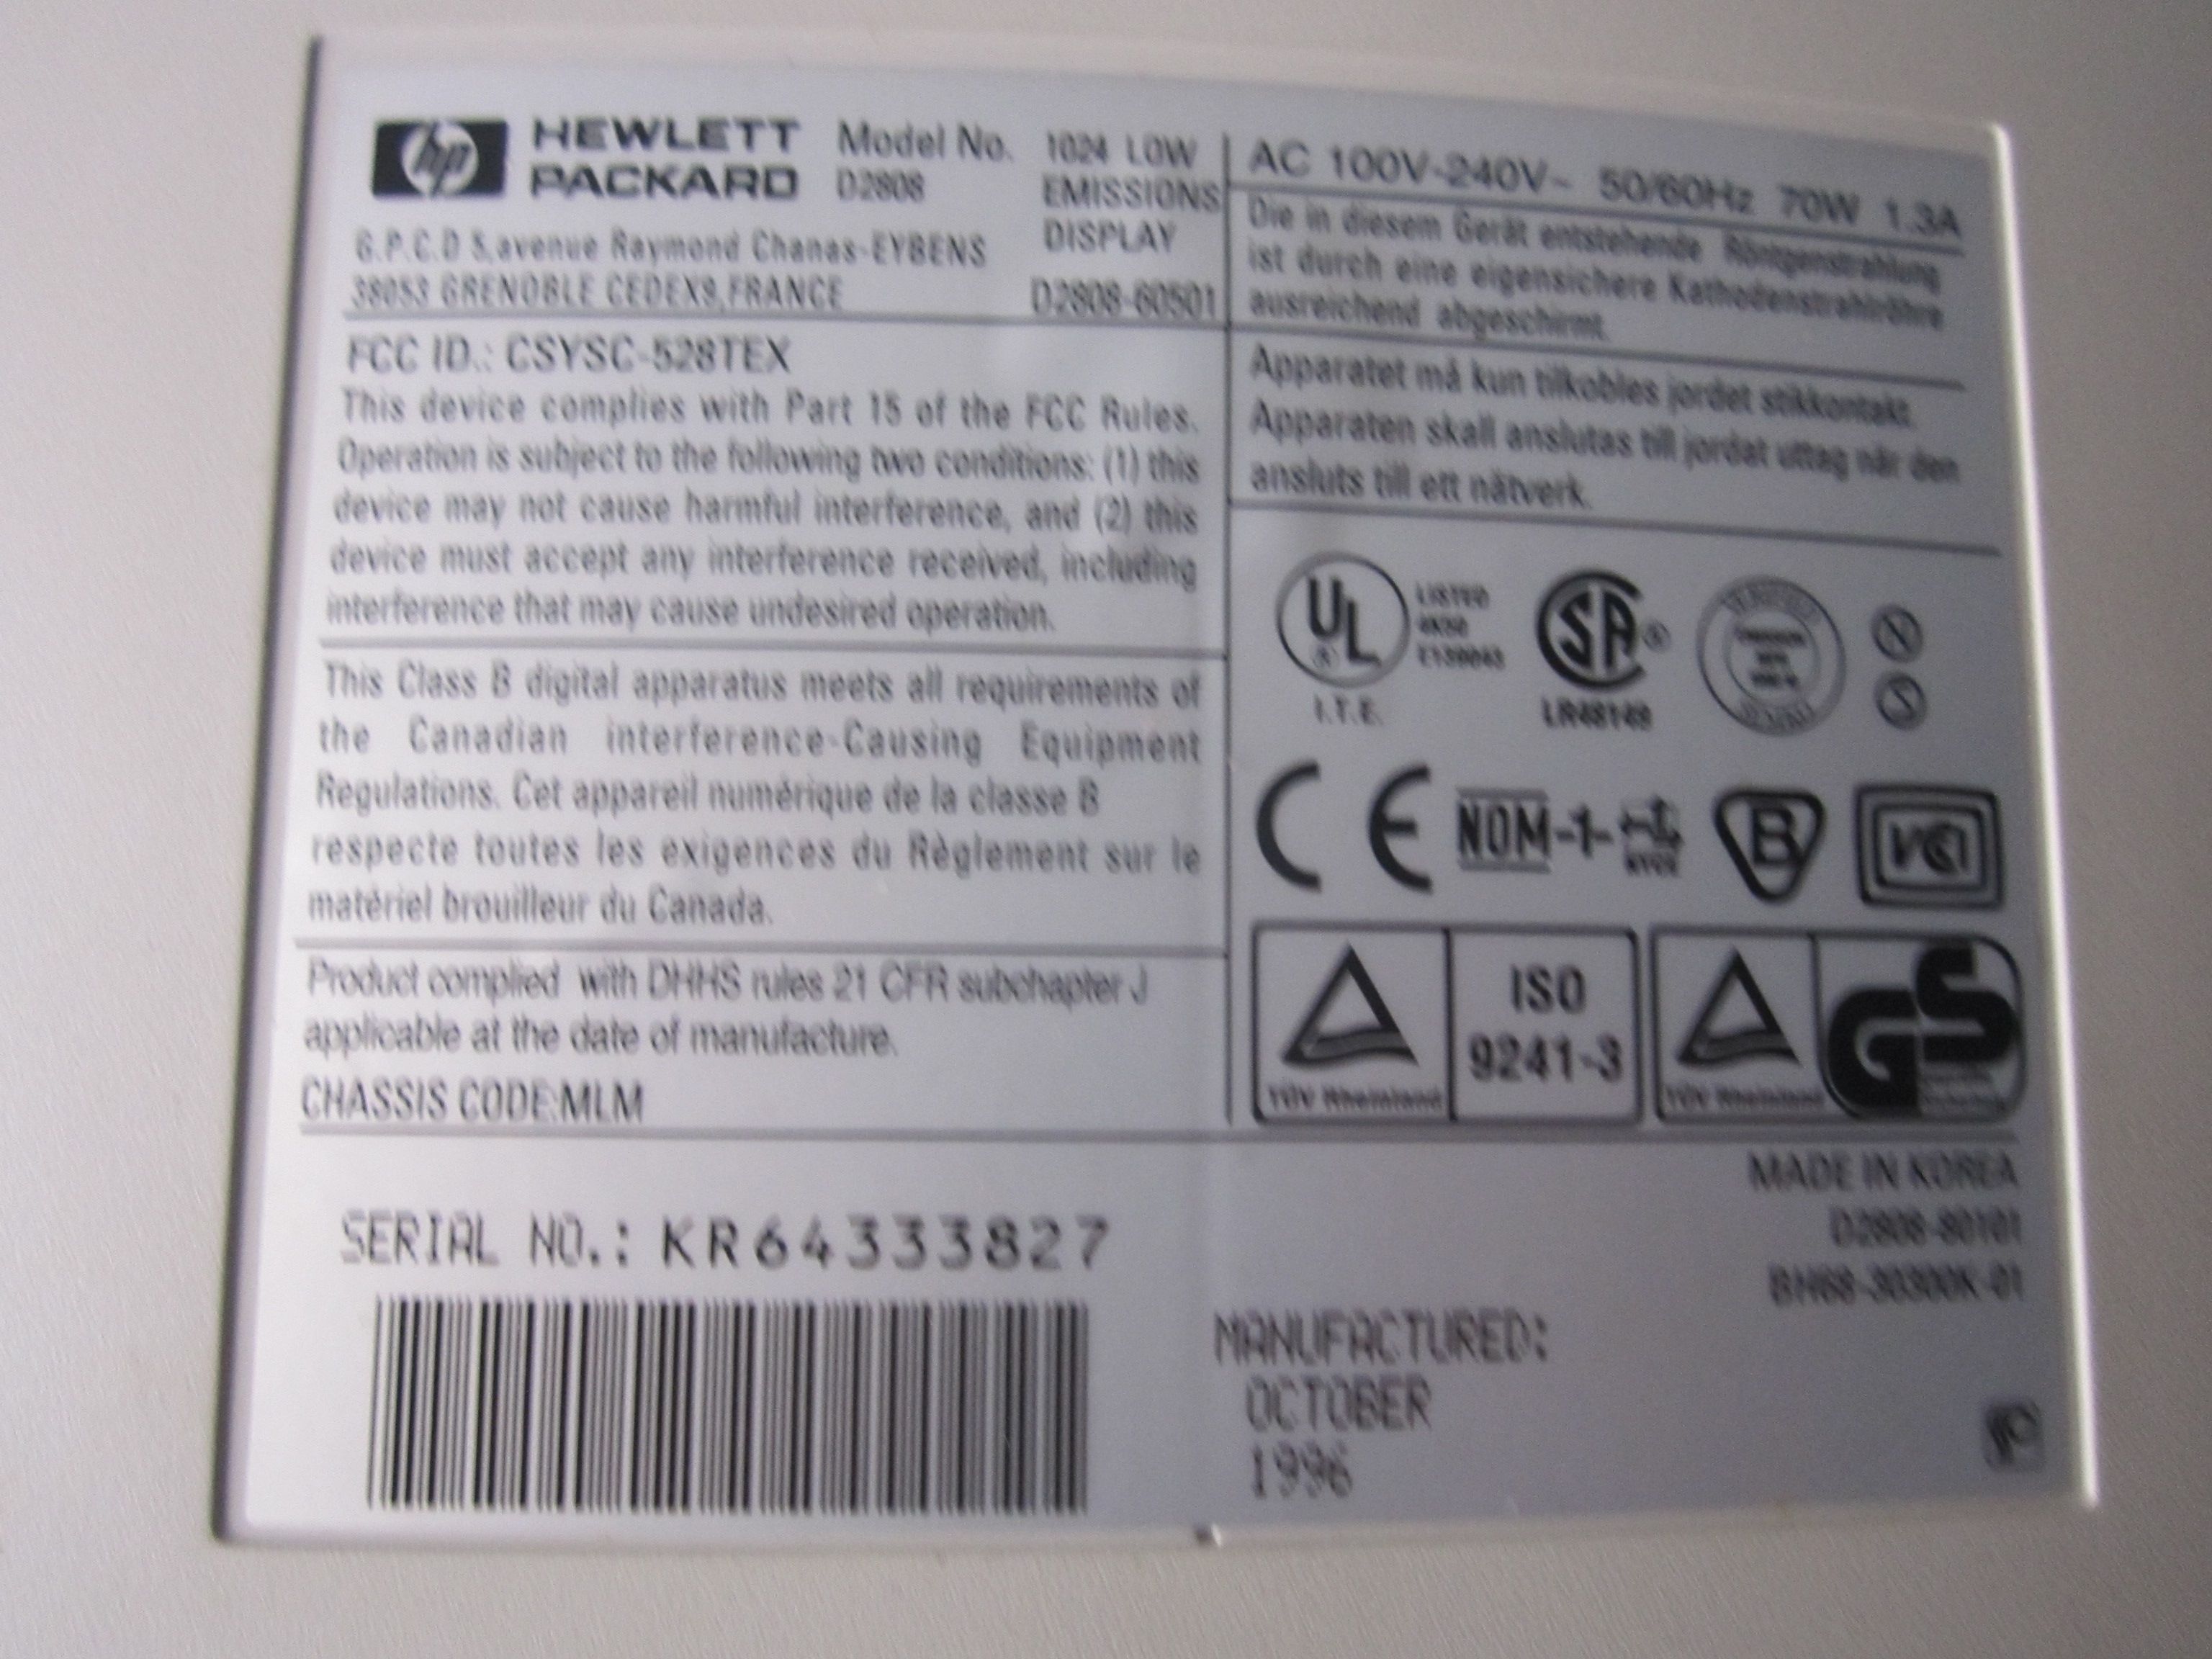 hp HEWLETT PACKARD
Model No. D2808
1024 LOW
EMISSIONS
DISPLAY
D2808-60501
G.P.C.D 5,avenue Raymond Chanas-EYBENS
38053 GRENOBLE CEDEX9,FRANCE
FCC ID.: CSYSC-528TEX
This device complies with Part 15 of the FCC Rules.
Operation is subject to the following two conditions: (1) this
device may not cause harmful interference, and (2) this
device must accept any interference received, including
interference that may cause undesired operation.
This Class B digital apparatus meets all requirements of
the Canadian interference-Causing Equipment
Regulations. Cet appareil numérique de la classe B
respecte toutes les exigences du Règlement sur le
matériel brouilleur du Canada.
Product complied with DHHS rules 21 CFR subchapter J
applicable at the date of manufacture.
CHASSIS CODE:MLM
AC 100V-240V~ 50/60Hz 70W 1.3A
Die in diesem Gerät entstehende Röntgenstrahlung
ist durch eine eigensichere Kathodenstrahlröhre
ausreichend abgeschirmt.
Apparatet må kun tilkobles jordet stikkontakt.
Apparaten skall anslutas till jordat uttag när den
ansluts till ett nätverk.
UL ®
LISTED
I.T.E.
SA ®
LR48149
N
S
CE NOM-1- B VCI
TÜV Rheinland
ISO
9241-3
TÜV Rheinland
GS
SERIAL NO.: KR64333827
MADE IN KOREA
D2808-80101
BH68-30300K-01
MANUFACTURED:
OCTOBER
1996